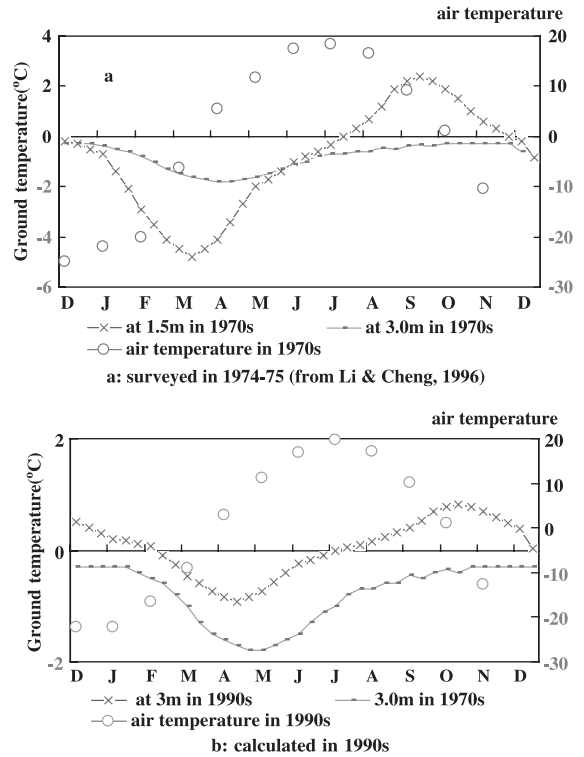 air temperature
Ground temperature(°C)
4
2
0
-2
-4
-6
a
20
10
0
-10
-20
-30
D J F M A M J J A S O N D
at 1.5m in 1970s at 3.0m in 1970s
air temperature in 1970s
a: surveyed in 1974-75 (from Li & Cheng, 1996)
air temperature
Ground temperature(°C)
2
0
-2
20
10
0
-10
-20
-30
D J F M A M J J A S O N D
at 3m in 1990s 3.0m in 1970s
air temperature in 1990s
b: calculated in 1990s